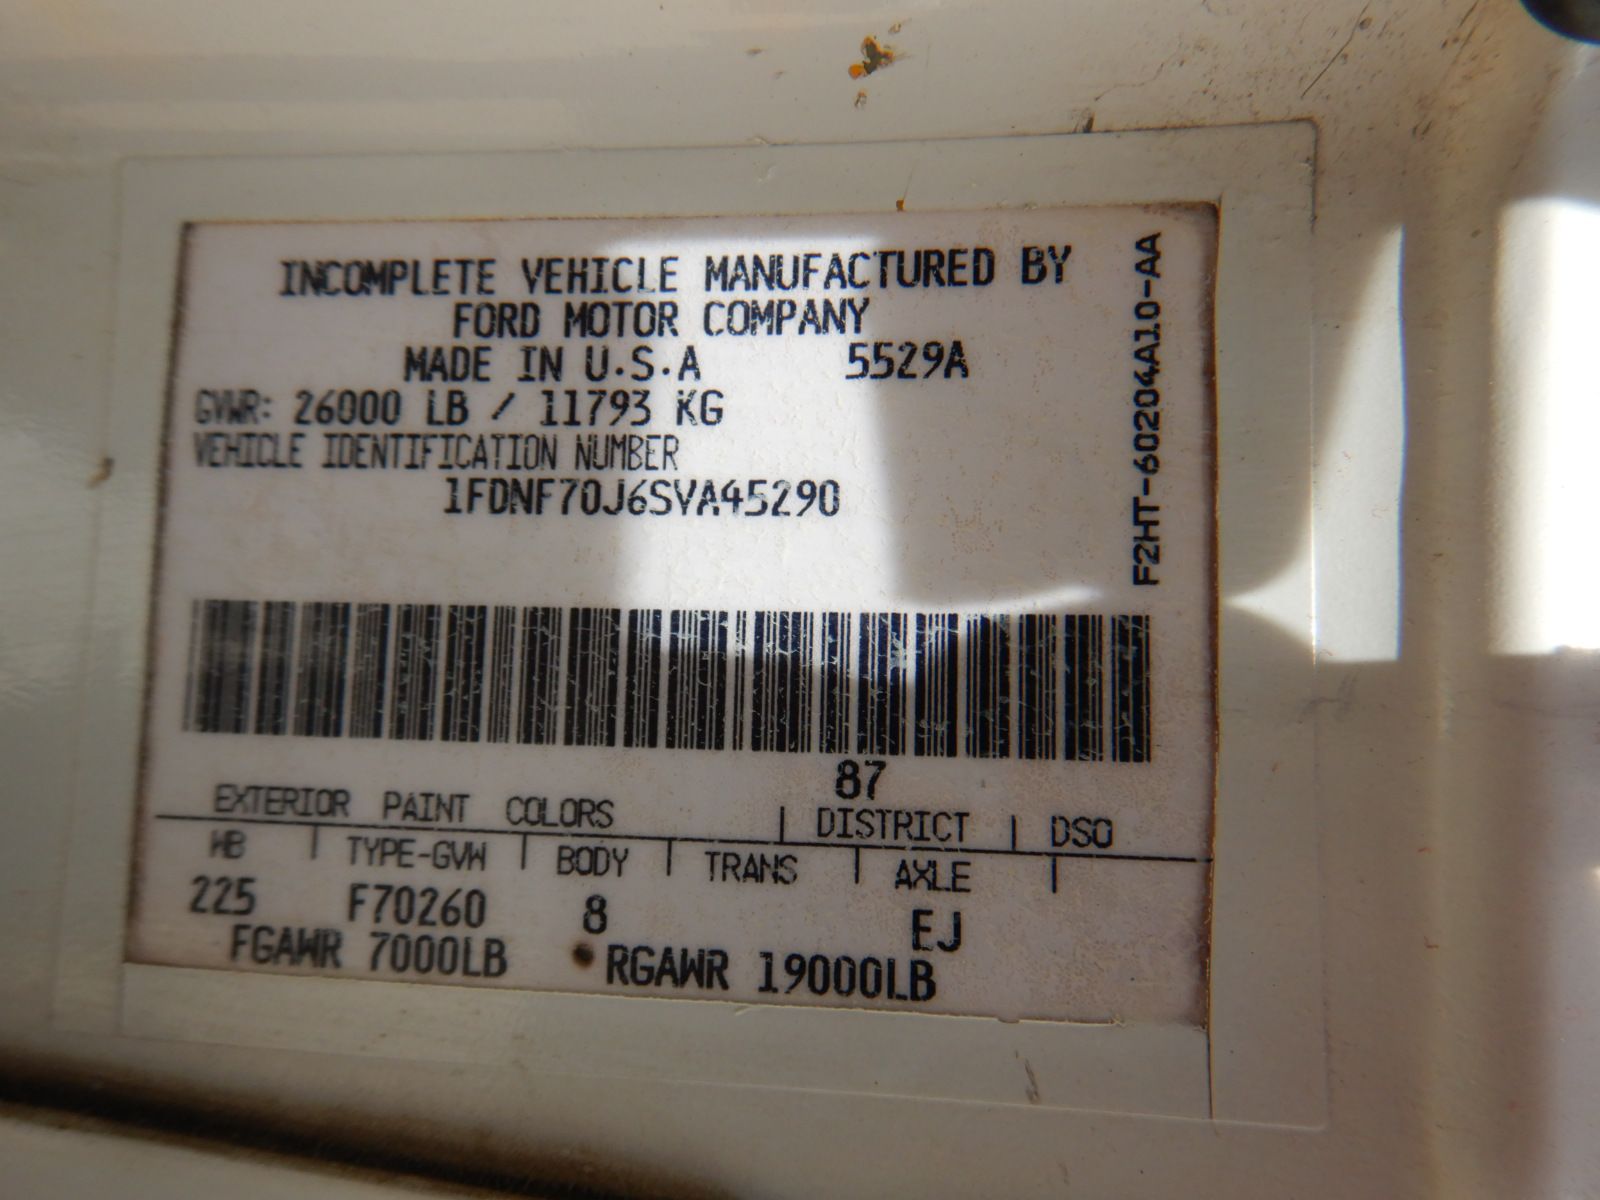 INCOMPLETE VEHICLE MANUFACTURED BY
FORD MOTOR COMPANY
MADE IN U.S.A 5529A
GVWR: 26000 LB / 11793 KG
VEHICLE IDENTIFICATION NUMBER
1FDNF70J6SVA45290
F2HT-60204A10-AA
87
EXTERIOR PAINT COLORS | DISTRICT | DSO
WB | TYPE-GVW | BODY | TRANS | AXLE |
225 F70260 8 EJ
FGAWR 7000LB RGAWR 19000LB